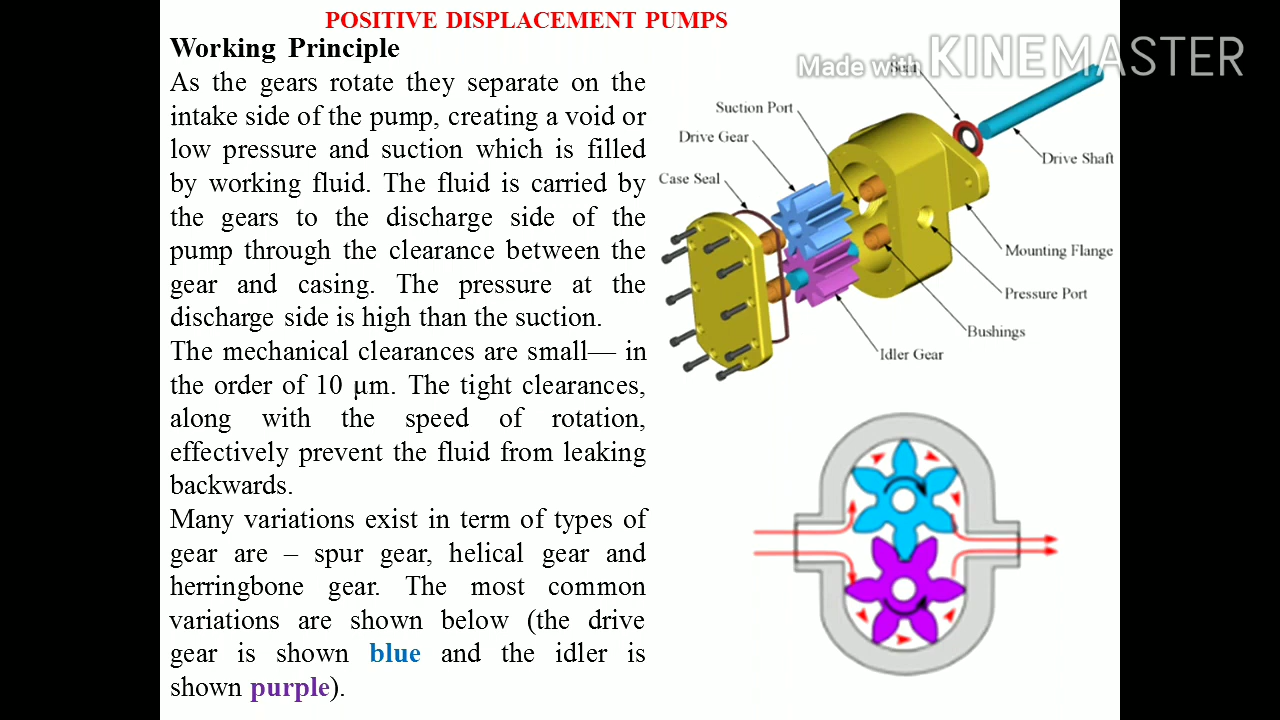 POSITIVE DISPLACEMENT PUMPS
Working Principle
As the gears rotate they separate on the
intake side of the pump, creating a void or
low pressure and suction which is filled
by working fluid. The fluid is carried by
the gears to the discharge side of the
pump through the clearance between the
gear and casing. The pressure at the
discharge side is high than the suction.
The mechanical clearances are small— in
the order of 10 µm. The tight clearances,
along with the speed of rotation,
effectively prevent the fluid from leaking
backwards.
Many variations exist in term of types of
gear are – spur gear, helical gear and
herringbone gear. The most common
variations are shown below (the drive
gear is shown blue and the idler is
shown purple).
Made with KINEMASTER
Seal
Suction Port
Drive Gear
Case Seal
Drive Shaft
Mounting Flange
Pressure Port
Bushings
Idler Gear